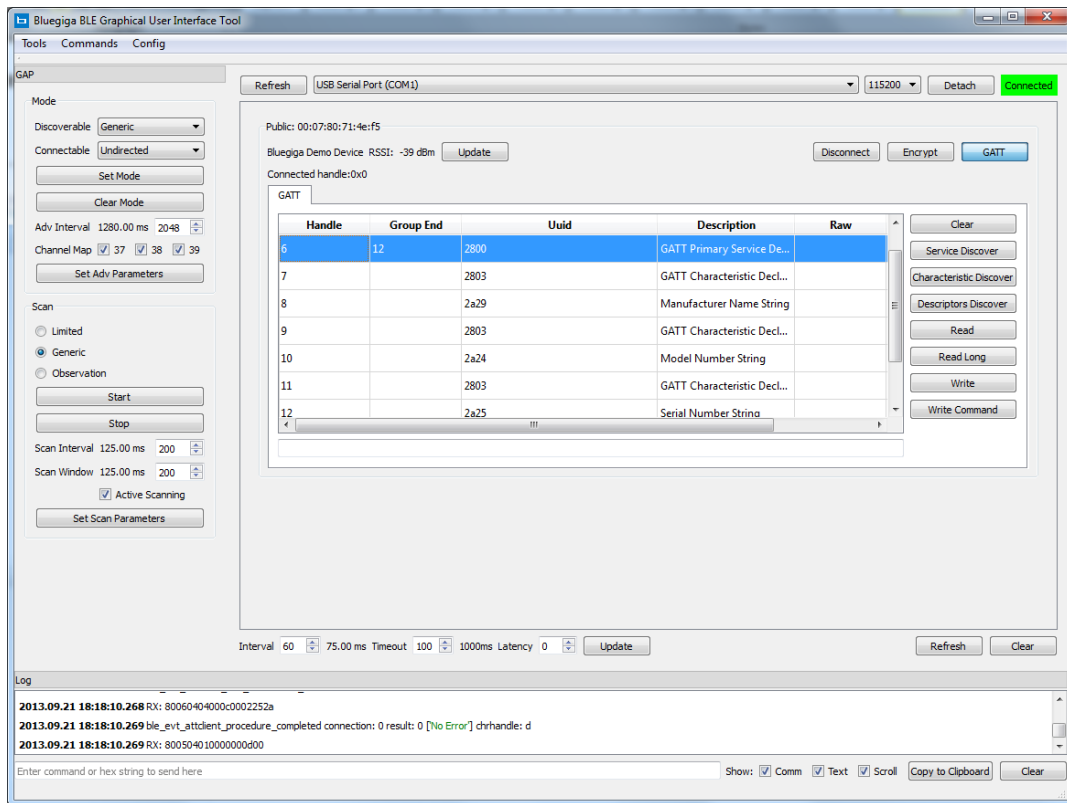 Bluegiga BLE Graphical User Interface Tool
Tools Commands Config
GAP
Mode
Discoverable Generic
Connectable Undirected
Set Mode
Clear Mode
Adv Interval 1280.00 ms 2048
Channel Map 37 38 39
Set Adv Parameters
Scan
Limited
Generic
Observation
Start
Stop
Scan Interval 125.00 ms 200
Scan Window 125.00 ms 200
Active Scanning
Set Scan Parameters
Refresh USB Serial Port (COM1) 115200 Detach Connected
Public: 00:07:80:71:4e:f5
Bluegiga Demo Device RSSI: -39 dBm Update Disconnect Encrypt GATT
Connected handle:0x0
GATT
Handle Group End Uuid Description Raw
6 12 2800 GATT Primary Service De...
7 2803 GATT Characteristic Decl...
8 2a29 Manufacturer Name String
9 2803 GATT Characteristic Decl...
10 2a24 Model Number String
11 2803 GATT Characteristic Decl...
12 2a25 Serial Number String
Clear
Service Discover
Characteristic Discover
Descriptors Discover
Read
Read Long
Write
Write Command
Interval 60 75.00 ms Timeout 100 1000ms Latency 0 Update Refresh Clear
Log
2013.09.21 18:18:10.268 RX: 80060404000c0002252a
2013.09.21 18:18:10.269 ble_evt_attclient_procedure_completed connection: 0 result: 0 ['No Error'] chrhandle: d
2013.09.21 18:18:10.269 RX: 800504010000000d00
Enter command or hex string to send here Show: Comm Text Scroll Copy to Clipboard Clear